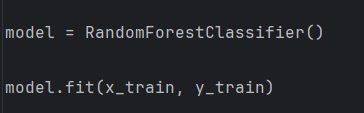 model = RandomForestClassifier()
model.fit(x_train, y_train)